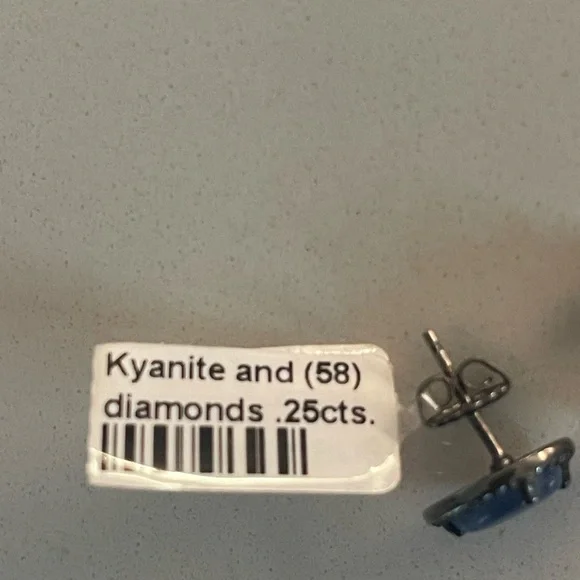 Kyanite and (58)
diamonds .25cts.